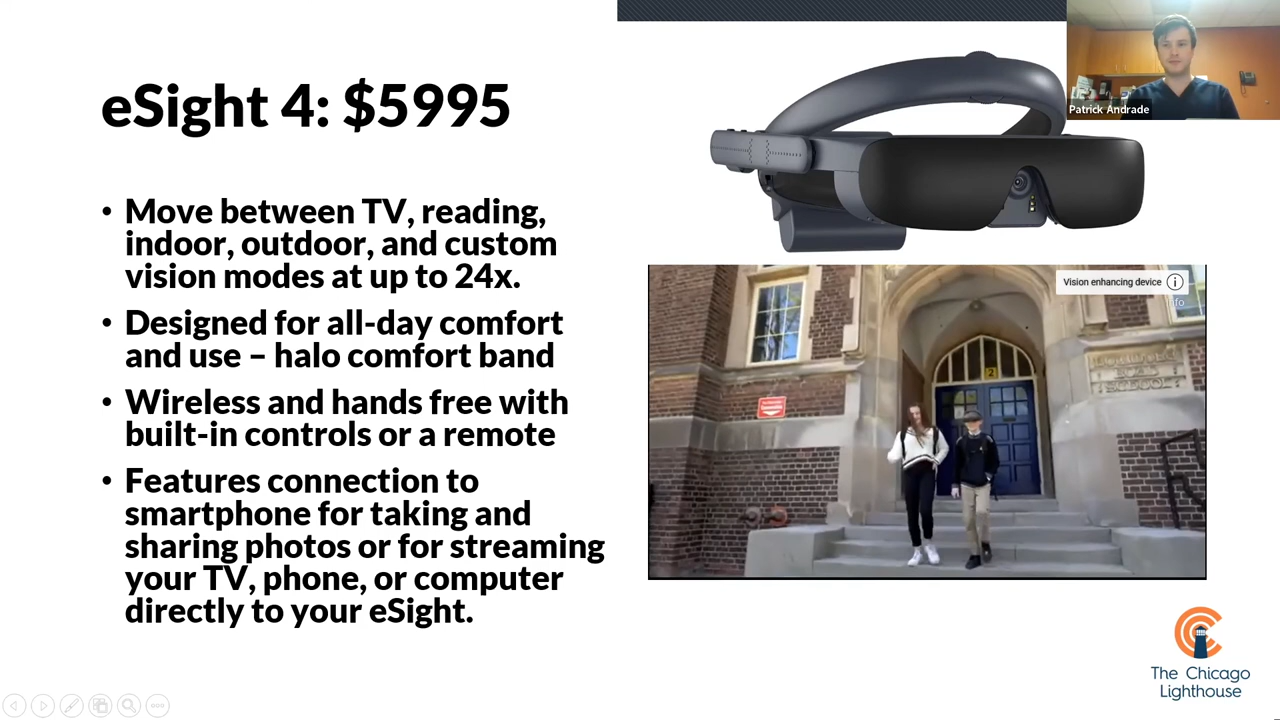 eSight 4: $5995
• Move between TV, reading,
indoor, outdoor, and custom
vision modes at up to 24x.
• Designed for all-day comfort
and use – halo comfort band
• Wireless and hands free with
built-in controls or a remote
• Features connection to
smartphone for taking and
sharing photos or for streaming
your TV, phone, or computer
directly to your eSight.
Patrick Andrade
Vision enhancing device
Info
2
The Chicago
Lighthouse